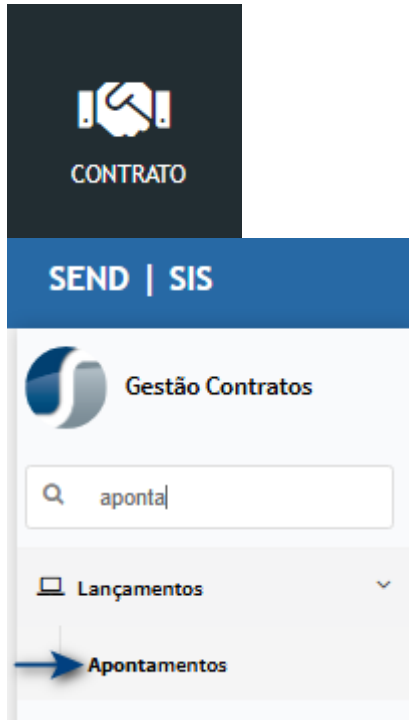 CONTRATO
SEND | SIS
Gestão Contratos
aponta
Lançamentos
Apontamentos